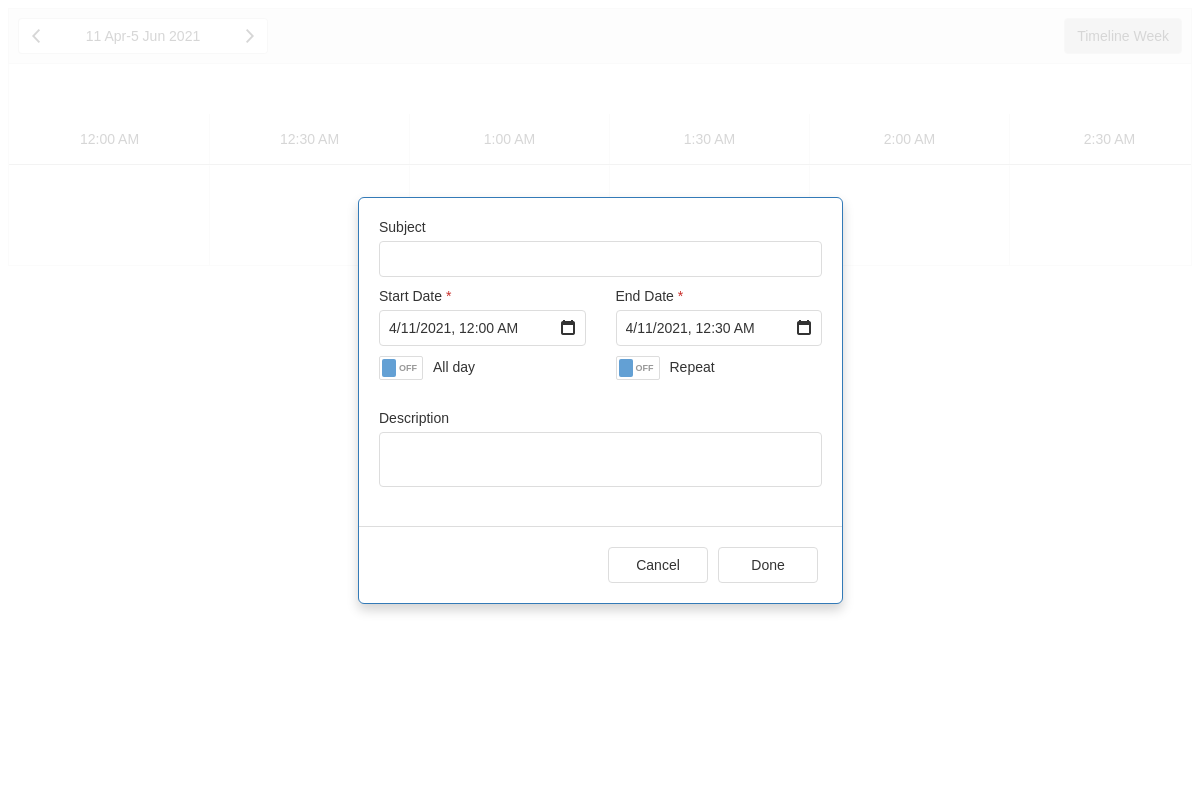 11 Apr-5 Jun 2021 Timeline Week
12:00 AM 12:30 AM 1:00 AM 1:30 AM 2:00 AM 2:30 AM
Subject
Start Date * End Date *
4/11/2021, 12:00 AM 4/11/2021, 12:30 AM
OFF All day OFF Repeat
Description
Cancel Done